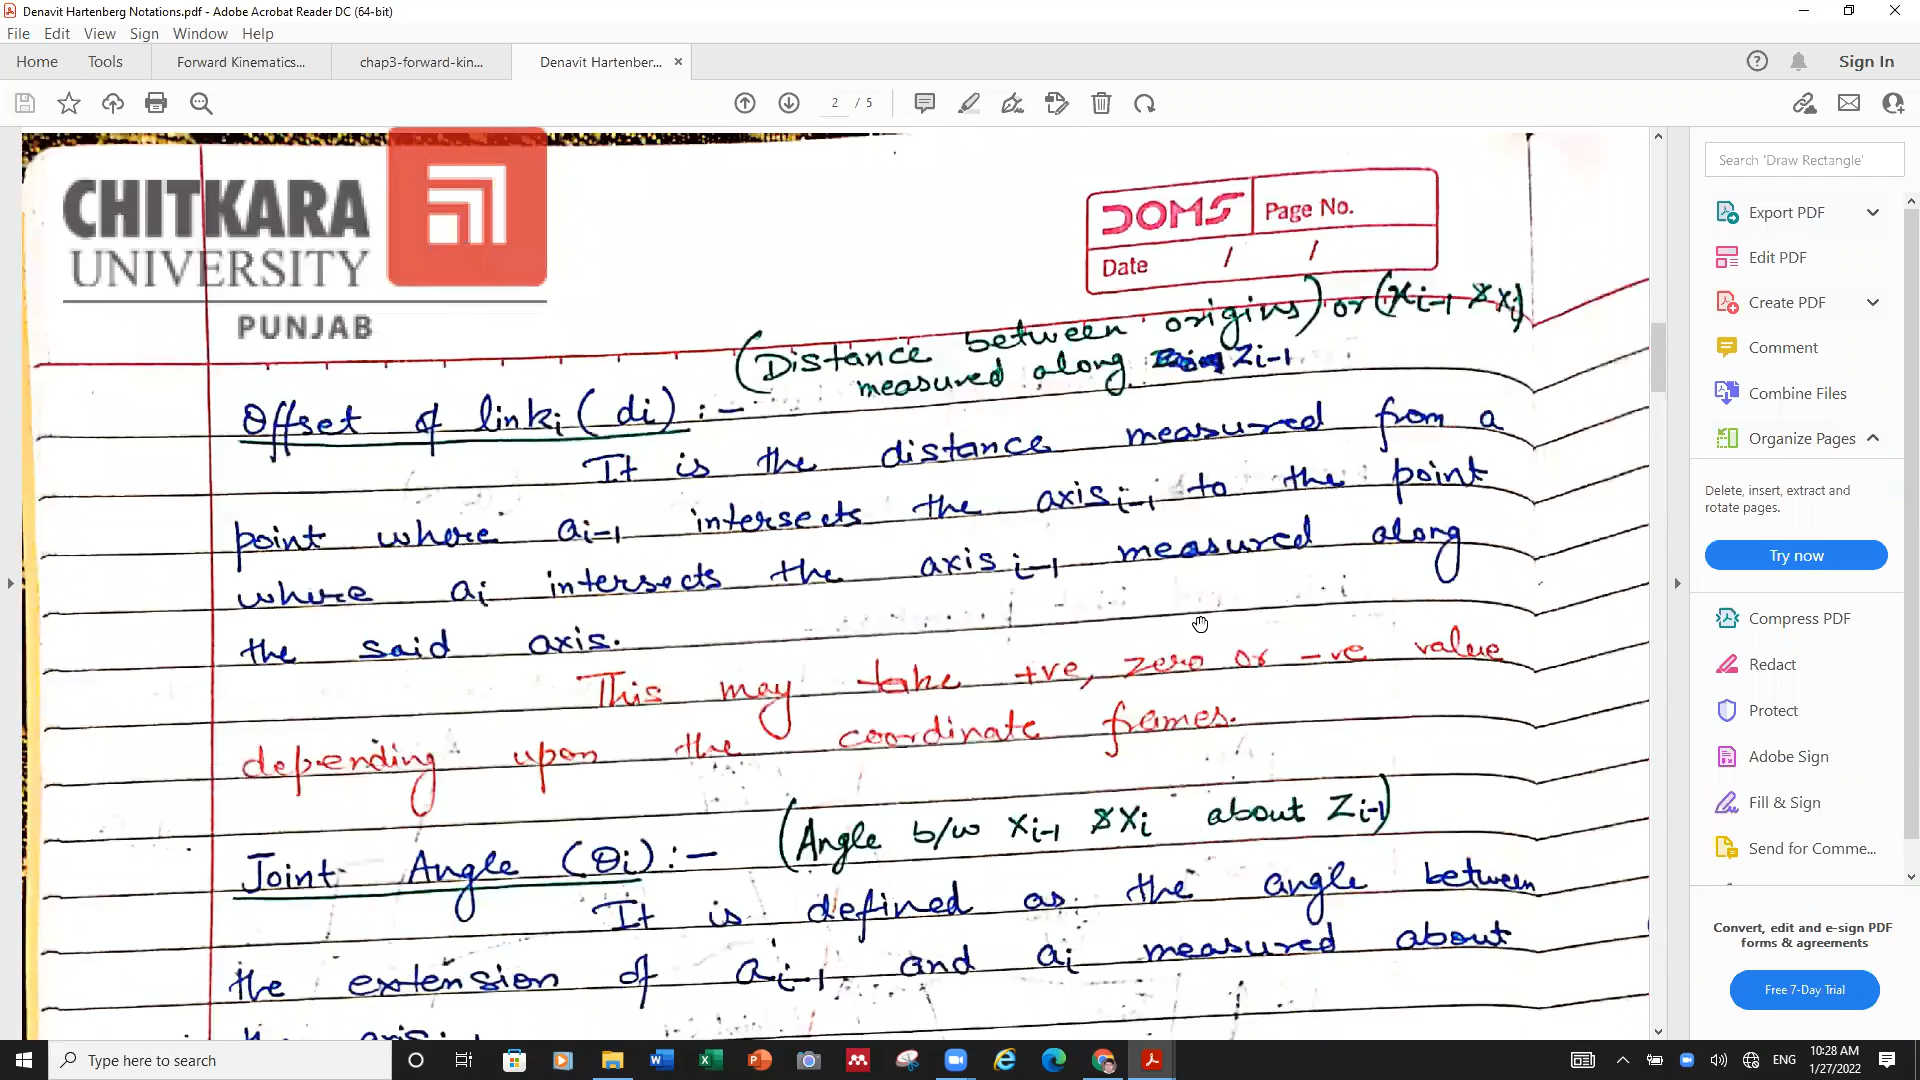 Denavit Hartenberg Notations.pdf - Adobe Acrobat Reader DC (64-bit)
File Edit View Sign Window Help
Home Tools Forward Kinematics... chap3-forward-kin... Denavit Hartenber... × Sign In
2 / 5
CHITKARA
UNIVERSITY
PUNJAB
DOMS Page No.
Date / /
(Distance between origins) or (xi-1 & xi)
measured along Zi-1
Offset of linki (di) :-
It is the distance measured from a
point where ai-1 intersects the axisi-1 to the point
where ai intersects the axisi-1 measured along
the said axis.
This may take +ve, zero or -ve value
depending upon the coordinate frames.
Joint Angle (θi) :- (Angle b/w Xi-1 & Xi about Zi-1)
It is defined as the angle between
the extension of ai-1 and ai measured about
Search 'Draw Rectangle'
Export PDF
Edit PDF
Create PDF
Comment
Combine Files
Organize Pages
Delete, insert, extract and
rotate pages.
Try now
Compress PDF
Redact
Protect
Adobe Sign
Fill & Sign
Send for Comme...
Convert, edit and e-sign PDF
forms & agreements
Free 7-Day Trial
Type here to search
ENG
10:28 AM
1/27/2022